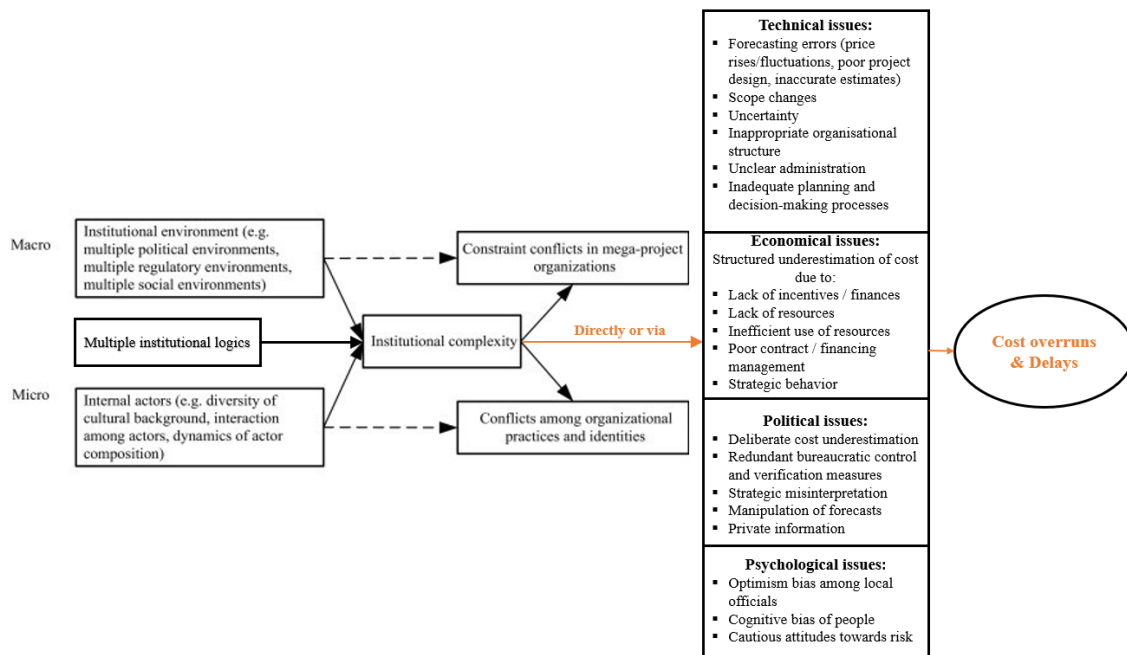 Macro
Institutional environment (e.g.
multiple political environments,
multiple regulatory environments,
multiple social environments)
Multiple institutional logics
Micro
Internal actors (e.g. diversity of
cultural background, interaction
among actors, dynamics of actor
composition)
Institutional complexity
Constraint conflicts in mega-project
organizations
Directly or via
Conflicts among organizational
practices and identities
Technical issues:
▪ Forecasting errors (price
rises/fluctuations, poor project
design, inaccurate estimates)
▪ Scope changes
▪ Uncertainty
▪ Inappropriate organisational
structure
▪ Unclear administration
▪ Inadequate planning and
decision-making processes
Economical issues:
Structured underestimation of cost
due to:
▪ Lack of incentives / finances
▪ Lack of resources
▪ Inefficient use of resources
▪ Poor contract / financing
management
▪ Strategic behavior
Political issues:
▪ Deliberate cost underestimation
▪ Redundant bureaucratic control
and verification measures
▪ Strategic misinterpretation
▪ Manipulation of forecasts
▪ Private information
Psychological issues:
▪ Optimism bias among local
officials
▪ Cognitive bias of people
▪ Cautious attitudes towards risk
Cost overruns
& Delays